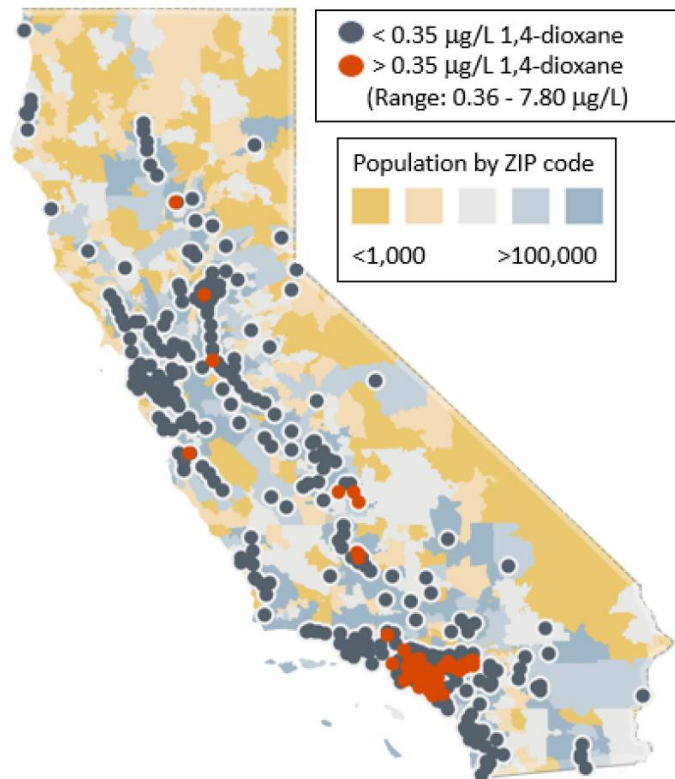 < 0.35 µg/L 1,4-dioxane
> 0.35 µg/L 1,4-dioxane
(Range: 0.36 - 7.80 µg/L)
Population by ZIP code
<1,000 >100,000